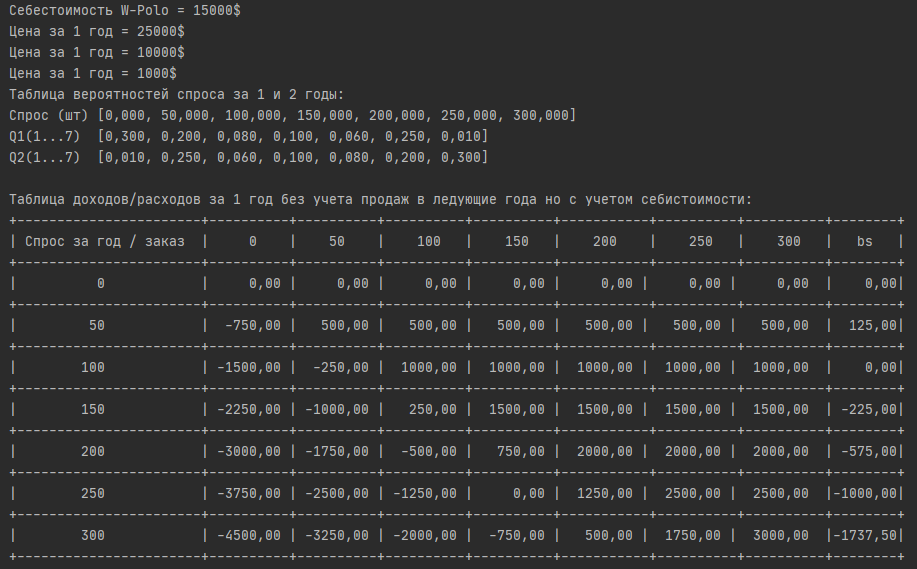 Себестоимость W-Polo = 15000$
Цена за 1 год = 25000$
Цена за 1 год = 10000$
Цена за 1 год = 1000$
Таблица вероятностей спроса за 1 и 2 годы:
Спрос (шт) [0,000, 50,000, 100,000, 150,000, 200,000, 250,000, 300,000]
Q1(1...7)  [0,300, 0,200, 0,080, 0,100, 0,060, 0,250, 0,010]
Q2(1...7)  [0,010, 0,250, 0,060, 0,100, 0,080, 0,200, 0,300]
Таблица доходов/расходов за 1 год без учета продаж в ледующие года но с учетом себистоимости:
| Спрос за год / заказ | 0 | 50 | 100 | 150 | 200 | 250 | 300 | bs |
| 0 | 0,00 | 0,00 | 0,00 | 0,00 | 0,00 | 0,00 | 0,00 | 0,00|
| 50 | -750,00 | 500,00 | 500,00 | 500,00 | 500,00 | 500,00 | 500,00 | 125,00|
| 100 | -1500,00 | -250,00 | 1000,00 | 1000,00 | 1000,00 | 1000,00 | 1000,00 | 0,00|
| 150 | -2250,00 | -1000,00 | 250,00 | 1500,00 | 1500,00 | 1500,00 | 1500,00 | -225,00|
| 200 | -3000,00 | -1750,00 | -500,00 | 750,00 | 2000,00 | 2000,00 | 2000,00 | -575,00|
| 250 | -3750,00 | -2500,00 | -1250,00 | 0,00 | 1250,00 | 2500,00 | 2500,00 |-1000,00|
| 300 | -4500,00 | -3250,00 | -2000,00 | -750,00 | 500,00 | 1750,00 | 3000,00 |-1737,50|